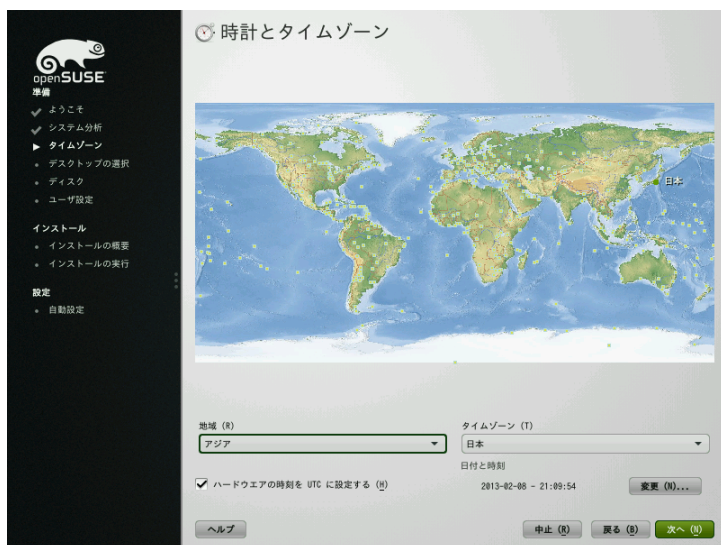 openSUSE
準備
ようこそ
システム分析
タイムゾーン
デスクトップの選択
ディスク
ユーザ設定
インストール
インストールの概要
インストールの実行
設定
自動設定
時計とタイムゾーン
日本
地域 (R)
アジア
タイムゾーン (T)
日本
ハードウエアの時刻を UTC に設定する (H)
日付と時刻
2013-02-08 - 21:09:54
変更 (N)...
ヘルプ
中止 (R)
戻る (B)
次へ (N)